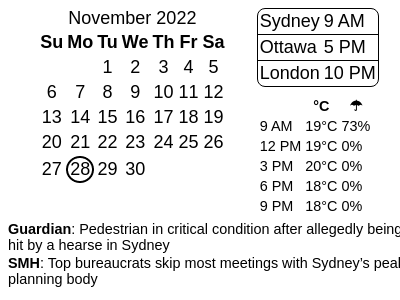 November 2022
Su Mo Tu We Th Fr Sa
1 2 3 4 5
6 7 8 9 10 11 12
13 14 15 16 17 18 19
20 21 22 23 24 25 26
27 28 29 30
Sydney 9 AM
Ottawa 5 PM
London 10 PM
°C ☂
9 AM 19°C 73%
12 PM 19°C 0%
3 PM 20°C 0%
6 PM 18°C 0%
9 PM 18°C 0%
Guardian: Pedestrian in critical condition after allegedly being
hit by a hearse in Sydney
SMH: Top bureaucrats skip most meetings with Sydney’s
planning body